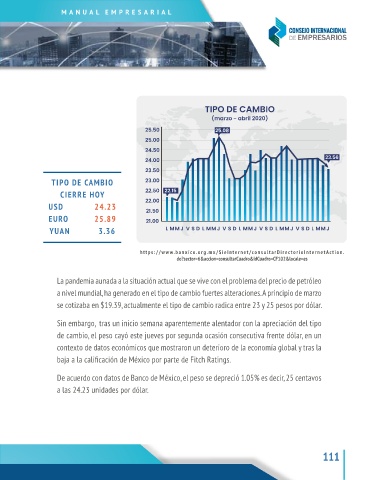 MANUAL EMPRESARIAL
CONSEJO INTERNACIONAL
DE EMPRESARIOS
TIPO DE CAMBIO
(marzo - abril 2020)
25.50
25.00
24.50
24.00
23.50
23.00
22.50
22.00
21.50
21.00
22.15
25.08
23.56
L MM J V S D L MM J V S D L MM J V S D L MM J V S D L MM J V S D L MM J
TIPO DE CAMBIO
CIERRE HOY
USD 24.23
EURO 25.89
YUAN 3.36
https://www.banxico.org.mx/SieInternet/consultarDirectorioInternetAction.
do?sector=6&accion=consultarCuadro&idCuadro=CF102&locale=es
La pandemia aunada a la situación actual que se vive con el problema del precio de petróleo
a nivel mundial, ha generado en el tipo de cambio fuertes alteraciones. A principio de marzo
se cotizaba en $19.39, actualmente el tipo de cambio radica entre 23 y 25 pesos por dólar.
Sin embargo, tras un inicio semana aparentemente alentador con la apreciación del tipo
de cambio, el peso cayó este jueves por segunda ocasión consecutiva frente dólar, en un
contexto de datos económicos que mostraron un deterioro de la economía global y tras la
baja a la calificación de México por parte de Fitch Ratings.
De acuerdo con datos de Banco de México, el peso se depreció 1.05% es decir, 25 centavos
a las 24.23 unidades por dólar.
111